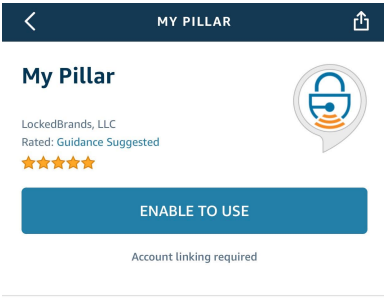 MY PILLAR
My Pillar
LockedBrands, LLC
Rated: Guidance Suggested
ENABLE TO USE
Account linking required